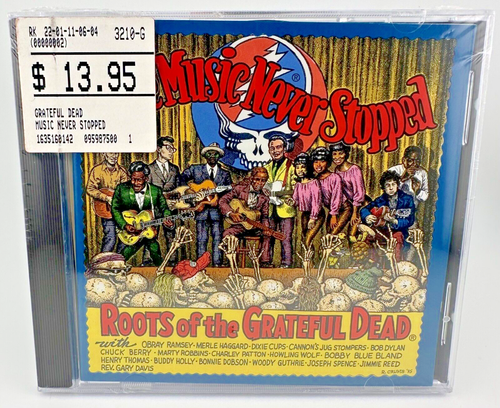 RK 22-01-11-06-04 3210-G
(00000002)
$ 13.95
GRATEFUL DEAD
MUSIC NEVER STOPPED
1635160142 095987500 1
Music Never Stopped
ROOTS of the GRATEFUL DEAD®
with OBRAY RAMSEY · MERLE HAGGARD · DIXIE CUPS · CANNON'S JUG STOMPERS · BOB DYLAN
CHUCK BERRY · MARTY ROBBINS · CHARLEY PATTON · HOWLING WOLF · BOBBY BLUE BLAND
HENRY THOMAS · BUDDY HOLLY · BONNIE DOBSON · WOODY GUTHRIE · JOSEPH SPENCE · JIMMIE REED
REV. GARY DAVIS